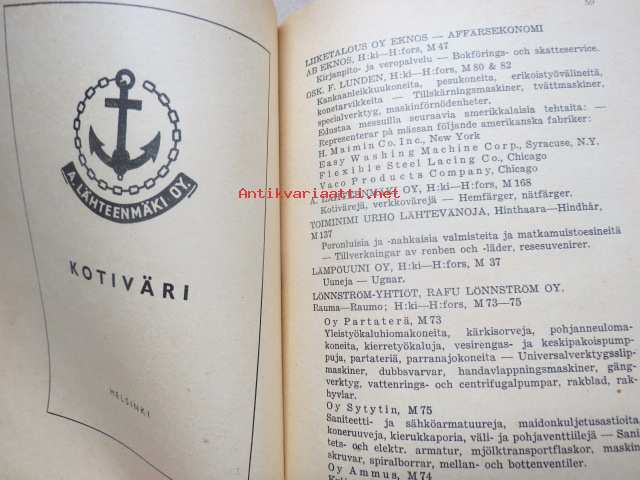 A. LÄHTEENMÄKI OY.
KOTIVÄRI
HELSINKI
59
LIIKETALOUS OY EKNOS — AFFÄRSEKONOMI
AB EKNOS, H:ki—H:fors, M 47
Kirjanpito- ja veropalvelu — Bokförings- och skatteservice.
OSK. F. LUNDEN, H:ki—H:fors, M 80 & 82
Kankaanleikkuukoneita, pesukoneita, erikoistyövälineitä,
konetarvikkeita — Tillskärningsmaskiner, tvättmaskiner,
specialverktyg, maskinförnödenheter.
Edustaa messuilla seuraavia amerikkalaisia tehtaita: —
Representerar på mässan följande amerikanska fabriker:
H. Maimin Co. Inc., New York
Easy Washing Machine Corp., Syracuse, N.Y.
Flexible Steel Lacing Co., Chicago
Vaco Products Company, Chicago
Antikvariaatti.net
A. LÄHTEENMÄKI OY, H:ki—H:fors, M 168
Kotivärejä, verkkovärejä — Hemfärger, nätfärger.
TOIMINIMI URHO LÄHTEVÄNOJA, Hinthaara—Hindhår,
M 137
Poronluisia ja -nahkaisia valmisteita ja matkamuistoesineitä
— Tillverkningar av renben och -läder, resesuvenirer.
LÄMPÖUUNI OY, H:ki—H:fors, M 37
Uuneja — Ugnar.
LÖNNSTRÖM-YHTIÖT, RAFU LÖNNSTRÖM OY,
Rauma—Raumo; H:ki—H:fors, M 73—75
Oy Partaterä, M 73
Yleistyökaluhiomakoneita, kärkisorveja, pohjanneuloma-
koneita, kierretyökaluja, vesirengas- ja keskipakoispump-
puja, partateriä, parranajokoneita — Universalverktygsslip-
maskiner, dubbsvarvar, handavlappningsmaskiner, gäng-
verktyg, vattenrings- och centrifugalpumpar, rakblad, rak-
hyvlar.
Oy Sytytin, M 75
Saniteetti- ja sähköarmatuureja, maidonkuljetusastioita,
koneruuveja, kierukkaporia, väli- ja pohjaventtiilejä — Sani-
tets- och elektr. armatur, mjölktransportflaskor, maskin-
skruvar, spiralborrar, mellan- och bottenventiler.
Oy Ammus, M 74